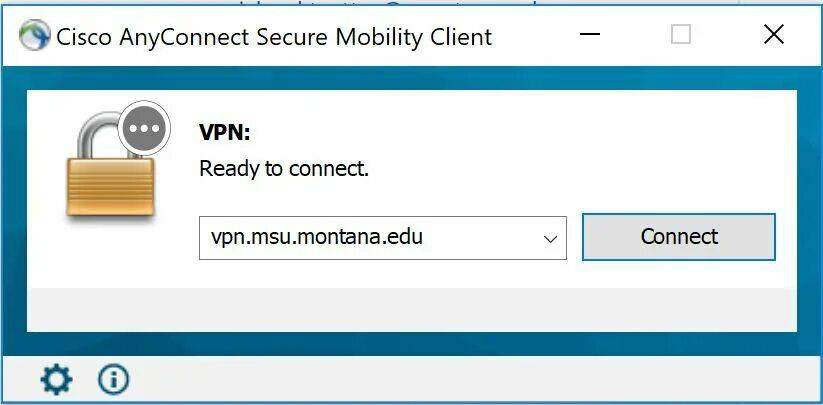 Cisco AnyConnect Secure Mobility Client
VPN:
Ready to connect.
vpn.msu.montana.edu
Connect